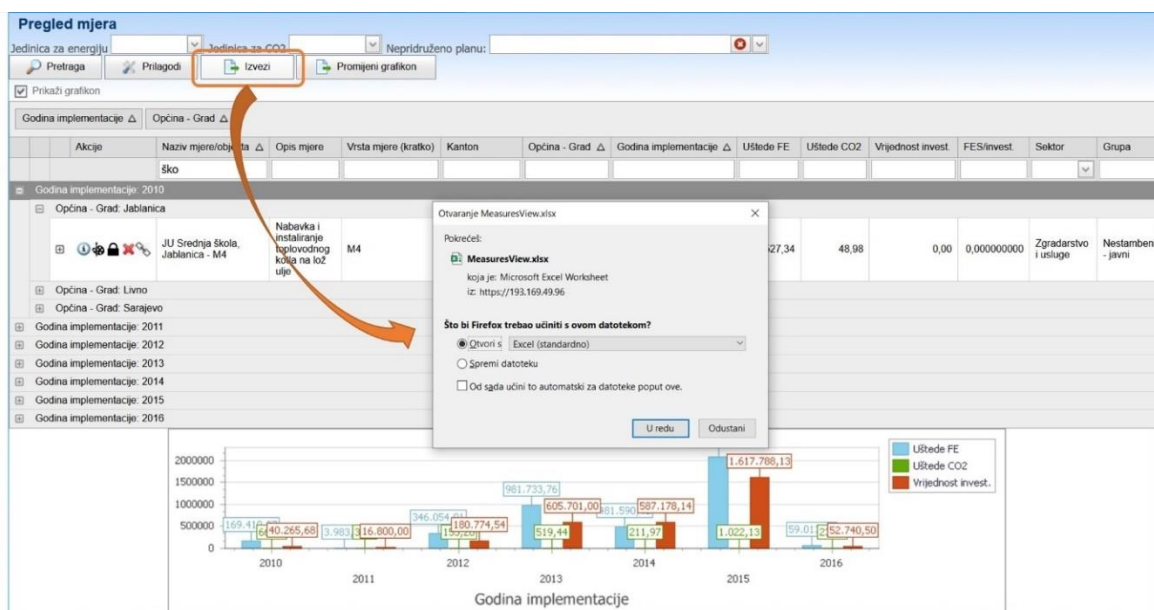 Pregled mjera
Jedinica za energiju Jedinica za CO2 Nepridruženo planu:
Pretraga Prilagodi Izvezi Promijeni grafikon
Prikaži grafikon
Godina implementacije Općina - Grad
Akcije Naziv mjere/objekta Opis mjere Vrsta mjere (kratko) Kanton Općina - Grad Godina implementacije Uštede FE Uštede CO2 Vrijednost invest. FES/invest. Sektor Grupa
ško
Godina implementacije: 2010
Općina - Grad: Jablanica
JU Srednja škola,
Jablanica - M4
Nabavka i
instaliranje
toplovodnog
kotla na lož
ulje
M4
527,34 48,98 0,00 0,000000000
Zgradarstvo
i usluge
Nestamben
- javni
Općina - Grad: Livno
Općina - Grad: Sarajevo
Godina implementacije: 2011
Godina implementacije: 2012
Godina implementacije: 2013
Godina implementacije: 2014
Godina implementacije: 2015
Godina implementacije: 2016
Otvaranje MeasuresView.xlsx
Pokrećeš:
MeasuresView.xlsx
koja je: Microsoft Excel Worksheet
iz: https://193.169.49.96
Što bi Firefox trebao učiniti s ovom datotekom?
Otvori s Excel (standardno)
Spremi datoteku
Od sada učini to automatski za datoteke poput ove.
U redu Odustani
Uštede FE
Uštede CO2
Vrijednost invest.
2000000
1500000
1000000
500000
0
40.265,68
16.800,00
180.774,54
981.733,76
605.701,00
519,44
587.178,14
211,97
1.617.788,13
1.022,13
52.740,50
2010 2011 2012 2013 2014 2015 2016
Godina implementacije